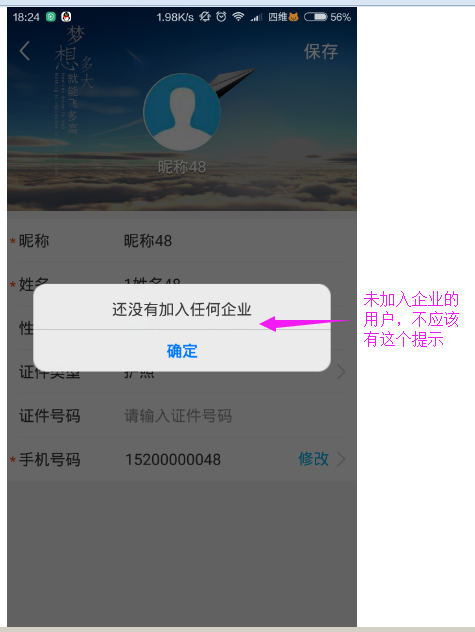 18:24
1.98K/s
四维
56%
保存
梦
想
多大
就能飞多高
昵称48
*昵称 昵称48
*姓名 1姓名48
还没有加入任何企业
未加入企业的
用户，不应该
有这个提示
性
确定
证件类型 护照
证件号码 请输入证件号码
*手机号码 15200000048 修改